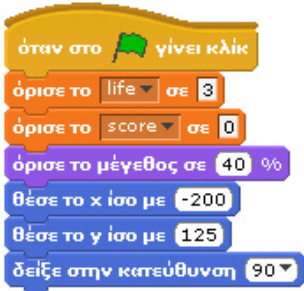 όταν στο γίνει κλίκ
όρισε το life σε 3
όρισε το score σε 0
όρισε το μέγεθος σε 40 %
θέσε το x ίσο με -200
θέσε το y ίσο με 125
δείξε στην κατεύθυνση 90